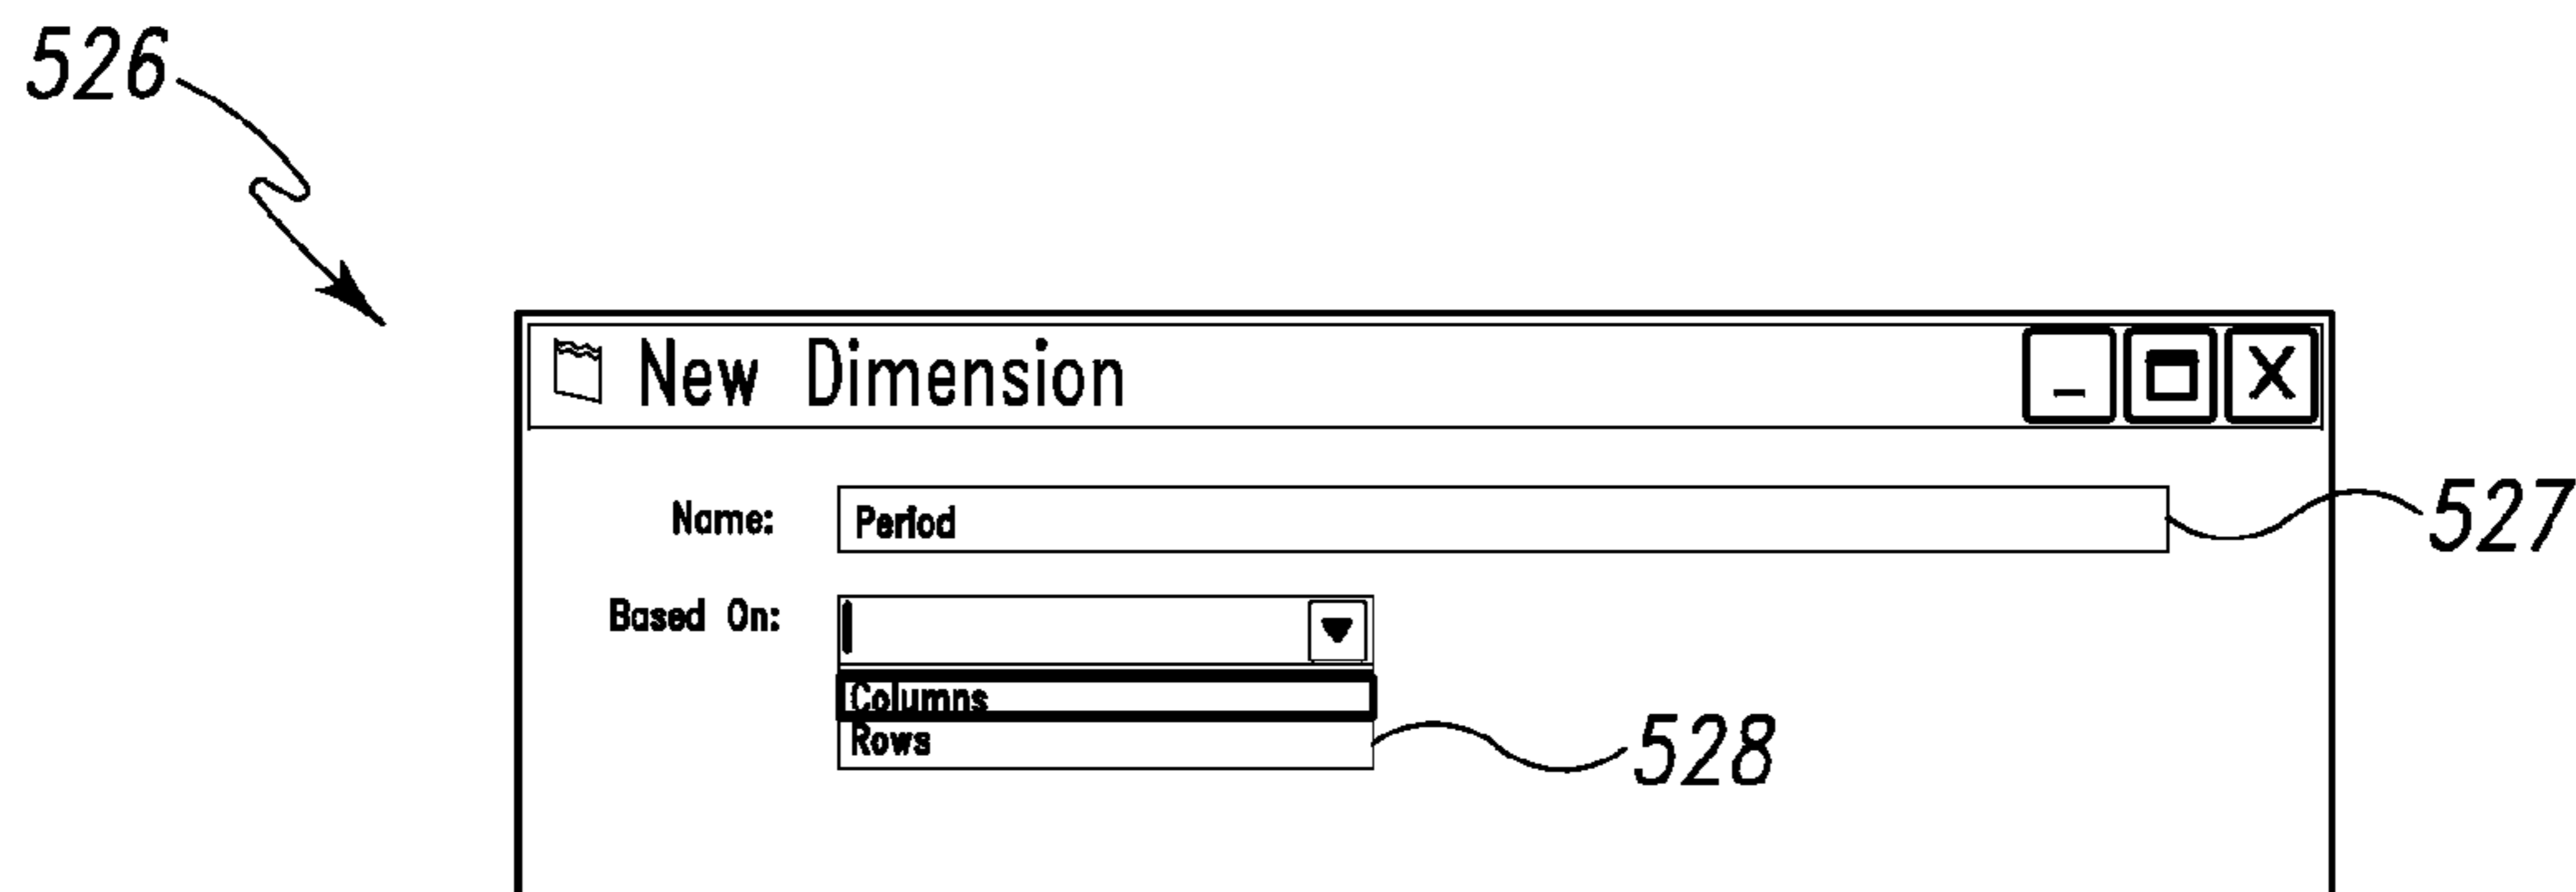 526
New Dimension
Name: Period 527
Based On:
Columns
Rows 528